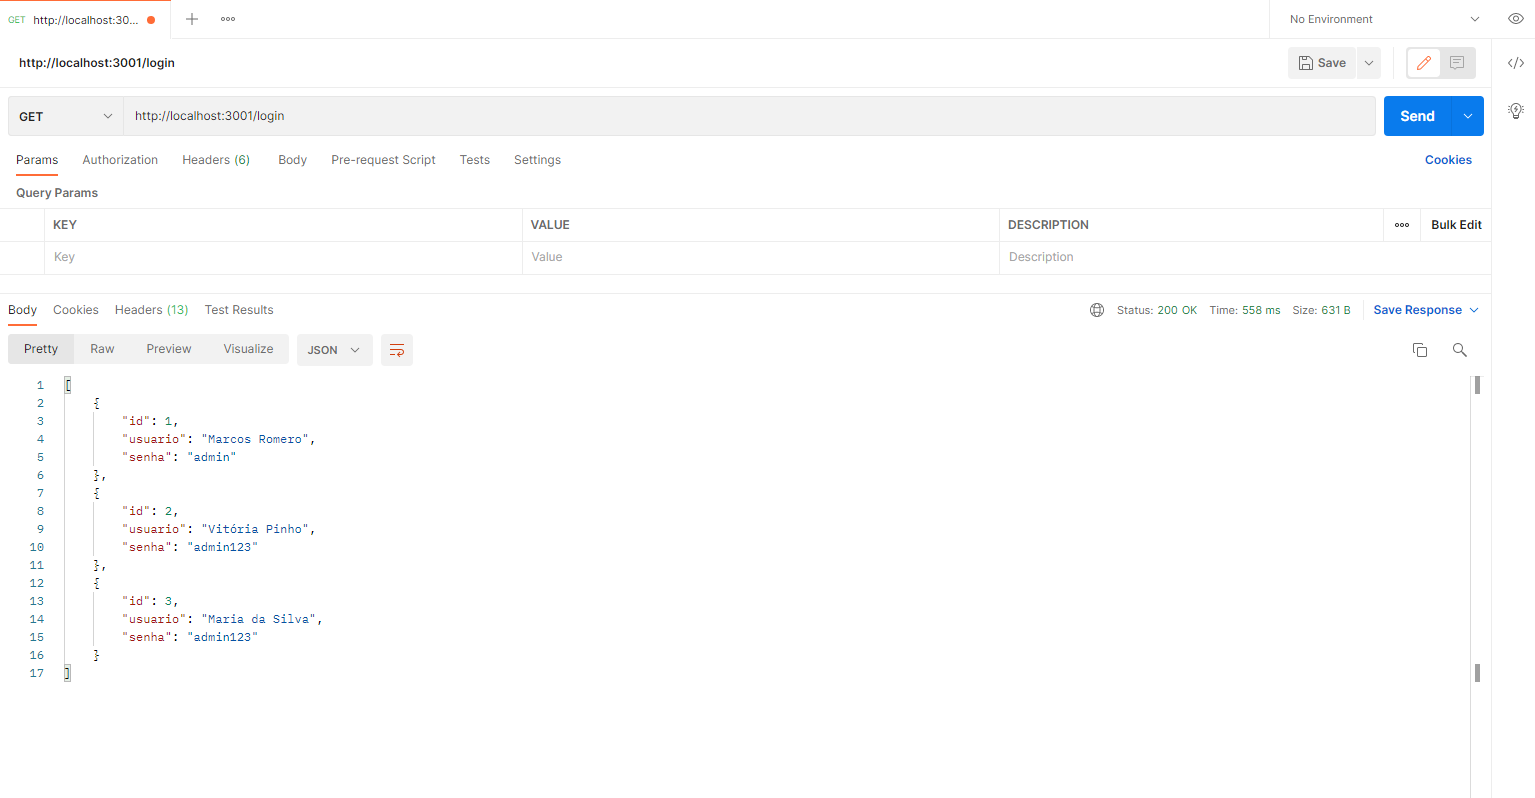 GET http://localhost:30...
No Environment
http://localhost:3001/login
Save
GET http://localhost:3001/login
Send
Params Authorization Headers (6) Body Pre-request Script Tests Settings Cookies
Query Params
KEY VALUE DESCRIPTION Bulk Edit
Key Value Description
Body Cookies Headers (13) Test Results Status: 200 OK Time: 558 ms Size: 631 B Save Response
Pretty Raw Preview Visualize JSON
1 [
2 {
3 "id": 1,
4 "usuario": "Marcos Romero",
5 "senha": "admin"
6 },
7 {
8 "id": 2,
9 "usuario": "Vitória Pinho",
10 "senha": "admin123"
11 },
12 {
13 "id": 3,
14 "usuario": "Maria da Silva",
15 "senha": "admin123"
16 }
17 ]